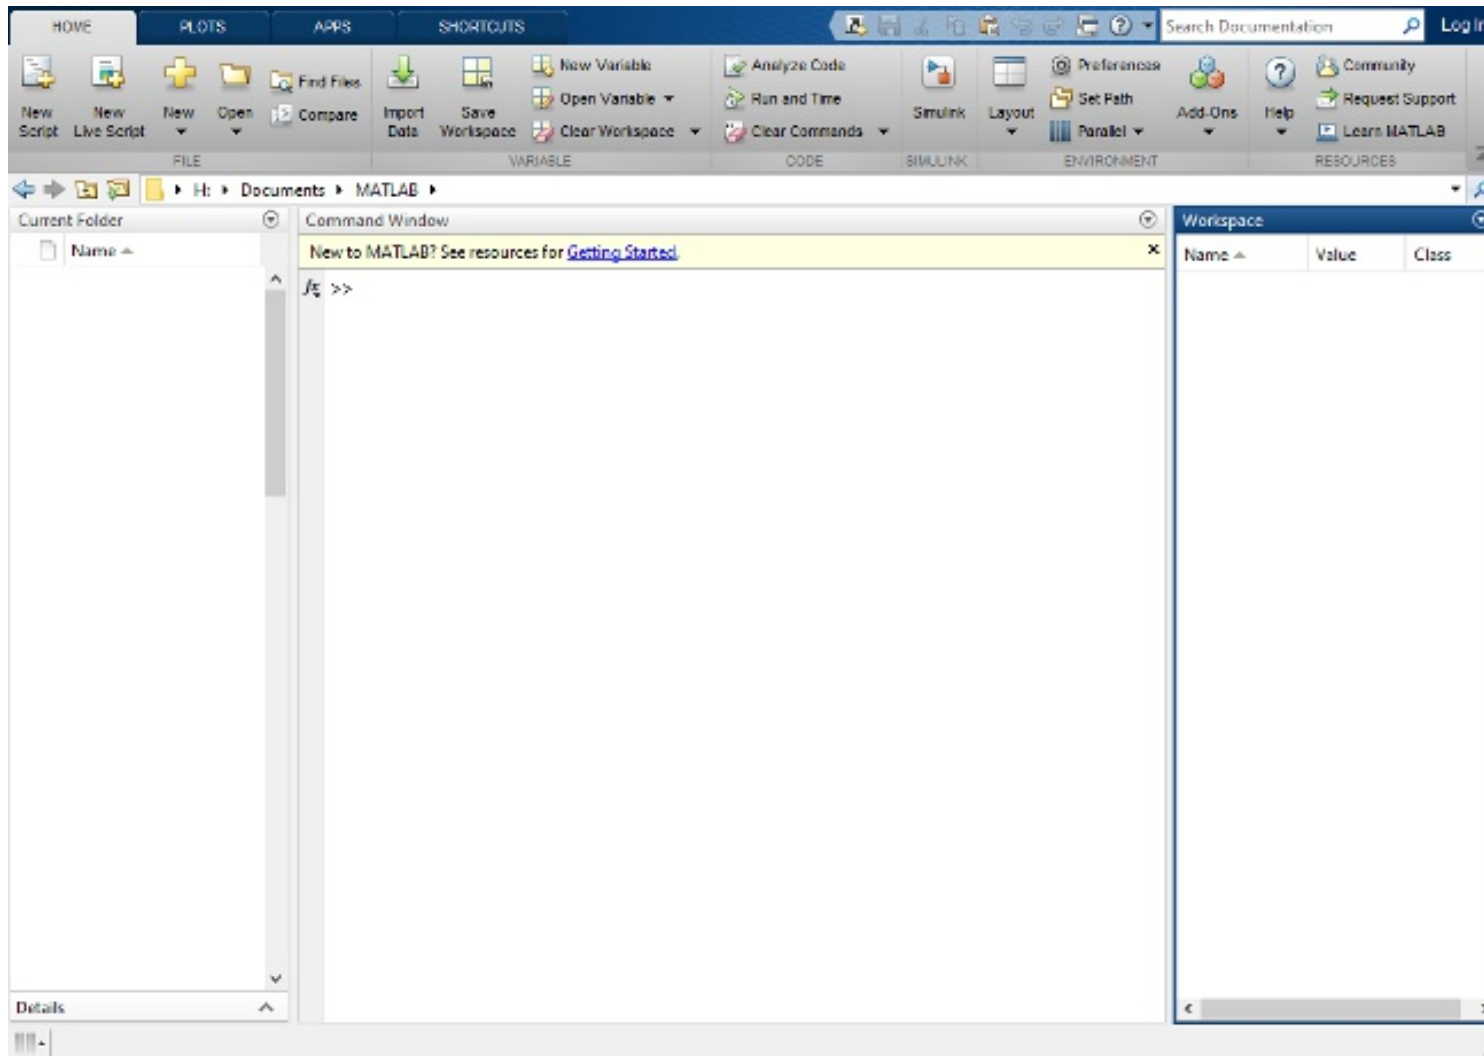 HOME PLOTS APPS SHORTCUTS Search Documentation Log In
New Script
New Live Script
New
Open
Find Files
Compare
FILE
Import Data
Save Workspace
New Variable
Open Variable
Clear Workspace
VARIABLE
Analyze Code
Run and Time
Clear Commands
CODE
Simulink
SIMULINK
Layout
Preferences
Set Path
Parallel
ENVIRONMENT
Add-Ons
Help
Community
Request Support
Learn MATLAB
RESOURCES
H: Documents MATLAB
Current Folder
Name
Details
Command Window
New to MATLAB? See resources for Getting Started.
fx >>
Workspace
Name Value Class